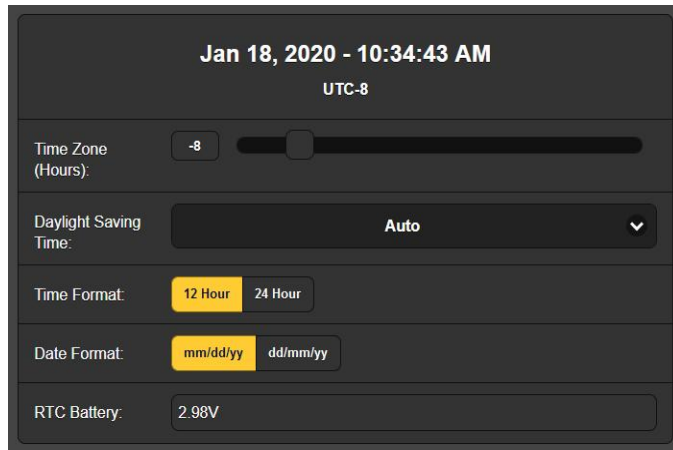 Jan 18, 2020 - 10:34:43 AM
UTC-8
Time Zone
(Hours):
-8
Daylight Saving
Time:
Auto
Time Format:
12 Hour
24 Hour
Date Format:
mm/dd/yy
dd/mm/yy
RTC Battery:
2.98V